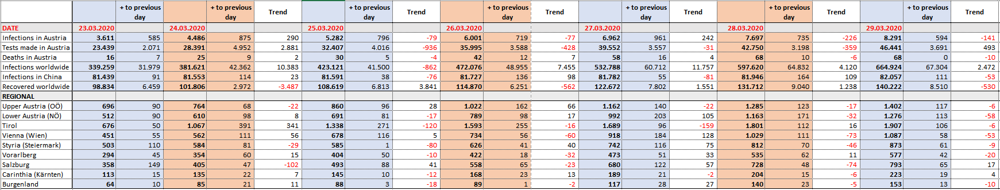 + to previous day + to previous day Trend + to previous day Trend + to previous day Trend + to previous day Trend + to previous day Trend + to previous day Trend
DATE 23.03.2020 24.03.2020 25.03.2020 26.03.2020 27.03.2020 28.03.2020 29.03.2020
Infections in Austria 3.611 585 4.486 875 290 5.282 796 -79 6.001 719 -77 6.962 961 242 7.697 735 -226 8.291 594 -141
Tests made in Austria 23.439 2.071 28.391 4.952 2.881 32.407 4.016 -936 35.995 3.588 -428 39.552 3.557 -31 42.750 3.198 -359 46.441 3.691 493
Deaths in Austria 16 7 25 9 2 30 5 -4 42 12 7 58 16 4 68 10 -6 68 0 -10
Infections worldwide 339.259 31.979 381.621 42.362 10.383 423.121 41.500 -862 472.076 48.955 7.455 532.788 60.712 11.757 597.620 64.832 4.120 664.924 67.304 2.472
Infections in China 81.439 91 81.553 114 23 81.591 38 -76 81.727 136 98 81.782 55 -81 81.946 164 109 82.057 111 -53
Recovered worldwide 98.834 6.459 101.806 2.972 -3.487 108.619 6.813 3.841 114.870 6.251 -562 122.672 7.802 1.551 131.712 9.040 1.238 140.222 8.510 -530
REGIONAL
Upper Austria (OÖ) 696 90 764 68 -22 860 96 28 1.022 162 66 1.162 140 -22 1.285 123 -17 1.402 117 -6
Lower Austria (NÖ) 512 90 610 98 8 691 81 -17 789 98 17 992 203 105 1.163 171 -32 1.276 113 -58
Tirol 676 50 1.067 391 341 1.338 271 -120 1.593 255 -16 1.689 96 -159 1.801 112 16 1.907 106 -6
Vienna (Wien) 451 55 562 111 56 678 116 5 734 56 -60 918 184 128 1.029 111 -73 1.087 58 -53
Styria (Steiermark) 503 110 584 81 -29 585 1 -80 626 41 40 742 116 75 812 70 -46 873 61 -9
Vorarlberg 294 45 354 60 15 404 50 -10 422 18 -32 473 51 33 535 62 11 577 42 -20
Salzburg 358 149 405 47 -102 493 88 41 558 65 -23 680 122 57 728 48 -74 793 65 17
Carinthia (Kärnten) 113 15 135 22 7 145 10 -12 168 23 13 189 21 -2 204 15 -6 223 19 4
Burgenland 64 10 85 21 11 88 3 -18 89 1 -2 117 28 27 140 23 -5 153 13 -10